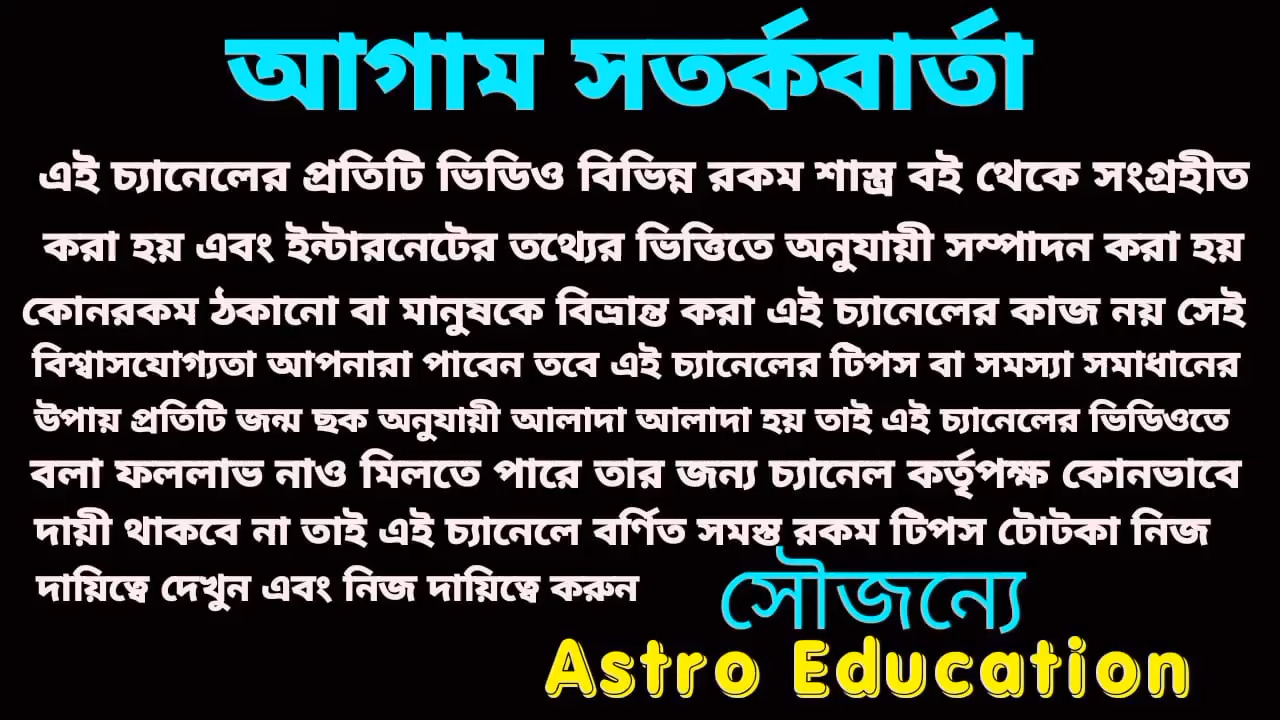 আগাম সতর্কবার্তা
এই চ্যানেলের প্রতিটি ভিডিও বিভিন্ন রকম শাস্ত্র বই থেকে সংগ্রহীত
করা হয় এবং ইন্টারনেটের তথ্যের ভিত্তিতে অনুযায়ী সম্পাদন করা হয়
কোনরকম ঠকানো বা মানুষকে বিভ্রান্ত করা এই চ্যানেলের কাজ নয় সেই
বিশ্বাসযোগ্যতা আপনারা পাবেন তবে এই চ্যানেলের টিপস বা সমস্যা সমাধানের
উপায় প্রতিটি জন্ম ছক অনুযায়ী আলাদা আলাদা হয় তাই এই চ্যানেলের ভিডিওতে
বলা ফললাভ নাও মিলতে পারে তার জন্য চ্যানেল কর্তৃপক্ষ কোনভাবে
দায়ী থাকবে না তাই এই চ্যানেলে বর্ণিত সমস্ত রকম টিপস টোটকা নিজ
দায়িত্বে দেখুন এবং নিজ দায়িত্বে করুন
সৌজন্যে
Astro Education